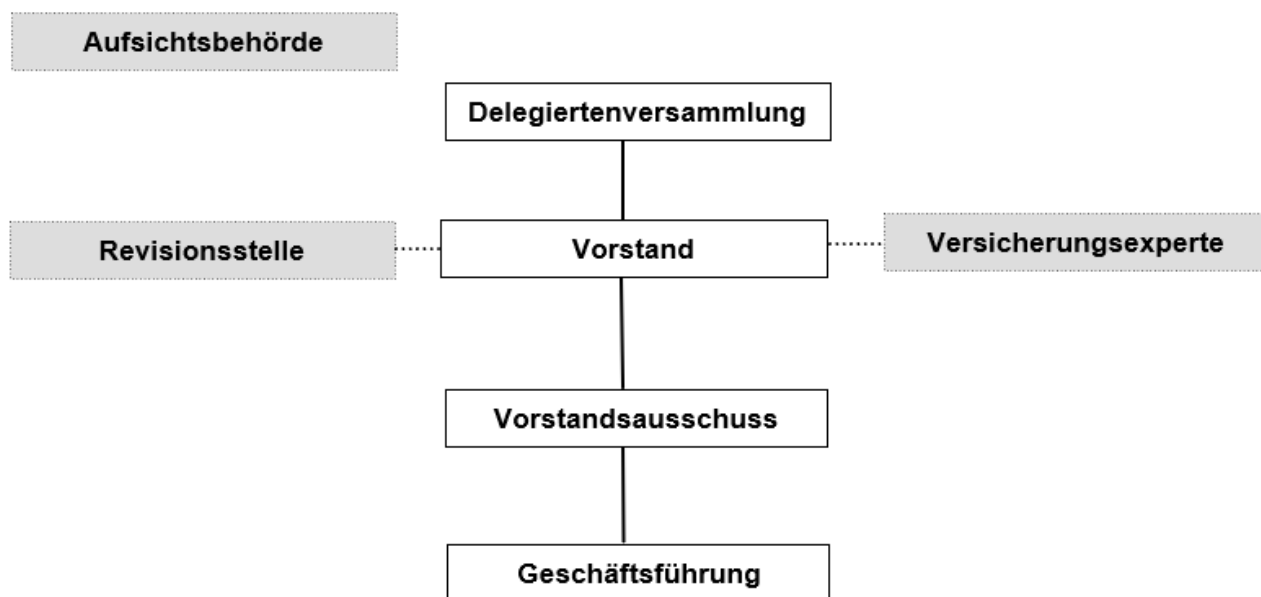 Aufsichtsbehörde
Delegiertenversammlung
Revisionsstelle
Vorstand
Versicherungsexperte
Vorstandsausschuss
Geschäftsführung